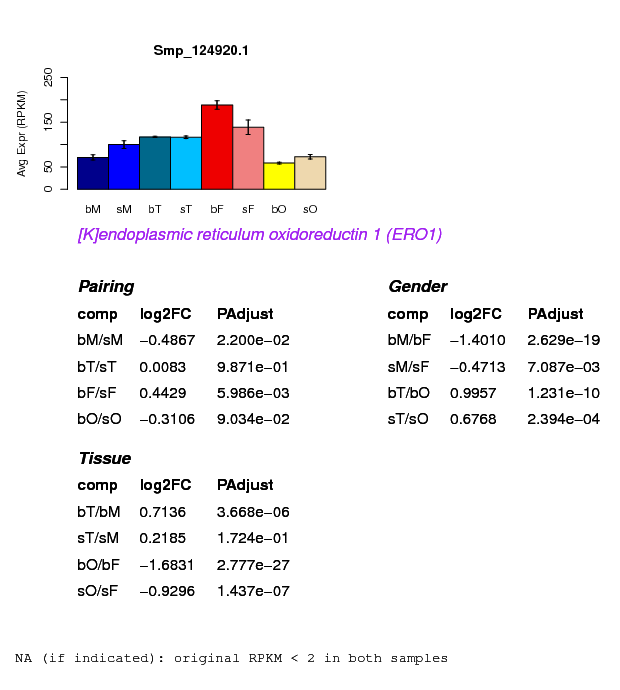 Smp_124920.1
Avg Expr (RPKM)
0 50 150 250
bM sM bT sT bF sF bO sO
[K]endoplasmic reticulum oxidoreductin 1 (ERO1)
Pairing
comp log2FC PAdjust
bM/sM −0.4867 2.200e−02
bT/sT 0.0083 9.871e−01
bF/sF 0.4429 5.986e−03
bO/sO −0.3106 9.034e−02
Gender
comp log2FC PAdjust
bM/bF −1.4010 2.629e−19
sM/sF −0.4713 7.087e−03
bT/bO 0.9957 1.231e−10
sT/sO 0.6768 2.394e−04
Tissue
comp log2FC PAdjust
bT/bM 0.7136 3.668e−06
sT/sM 0.2185 1.724e−01
bO/bF −1.6831 2.777e−27
sO/sF −0.9296 1.437e−07
NA (if indicated): original RPKM < 2 in both samples